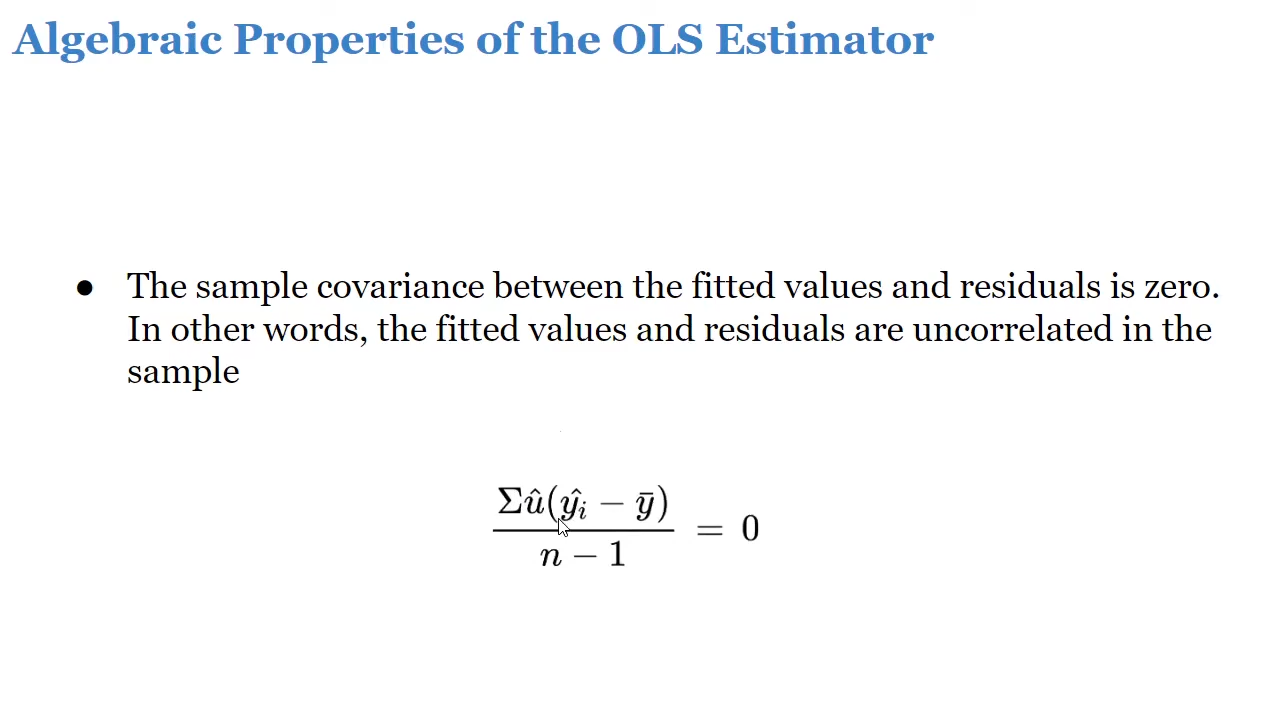 Algebraic Properties of the OLS Estimator
● The sample covariance between the fitted values and residuals is zero.
In other words, the fitted values and residuals are uncorrelated in the
sample
Σû(ŷᵢ − ȳ)
n − 1
= 0